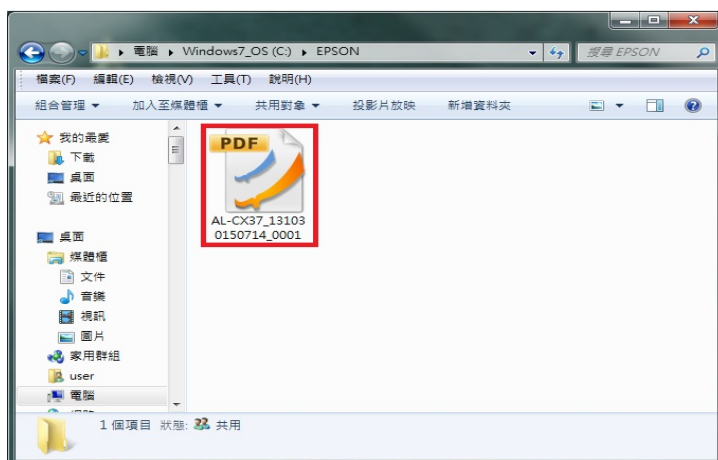 電腦 ▸ Windows7_OS (C:) ▸ EPSON
搜尋 EPSON
檔案(F) 編輯(E) 檢視(V) 工具(T) 說明(H)
組合管理 加入至媒體櫃 共用對象 投影片放映 新增資料夾
我的最愛
下載
桌面
最近的位置
桌面
媒體櫃
文件
音樂
視訊
圖片
家用群組
user
電腦
PDF
AL-CX37_13103
0150714_0001
1 個項目 狀態: 共用